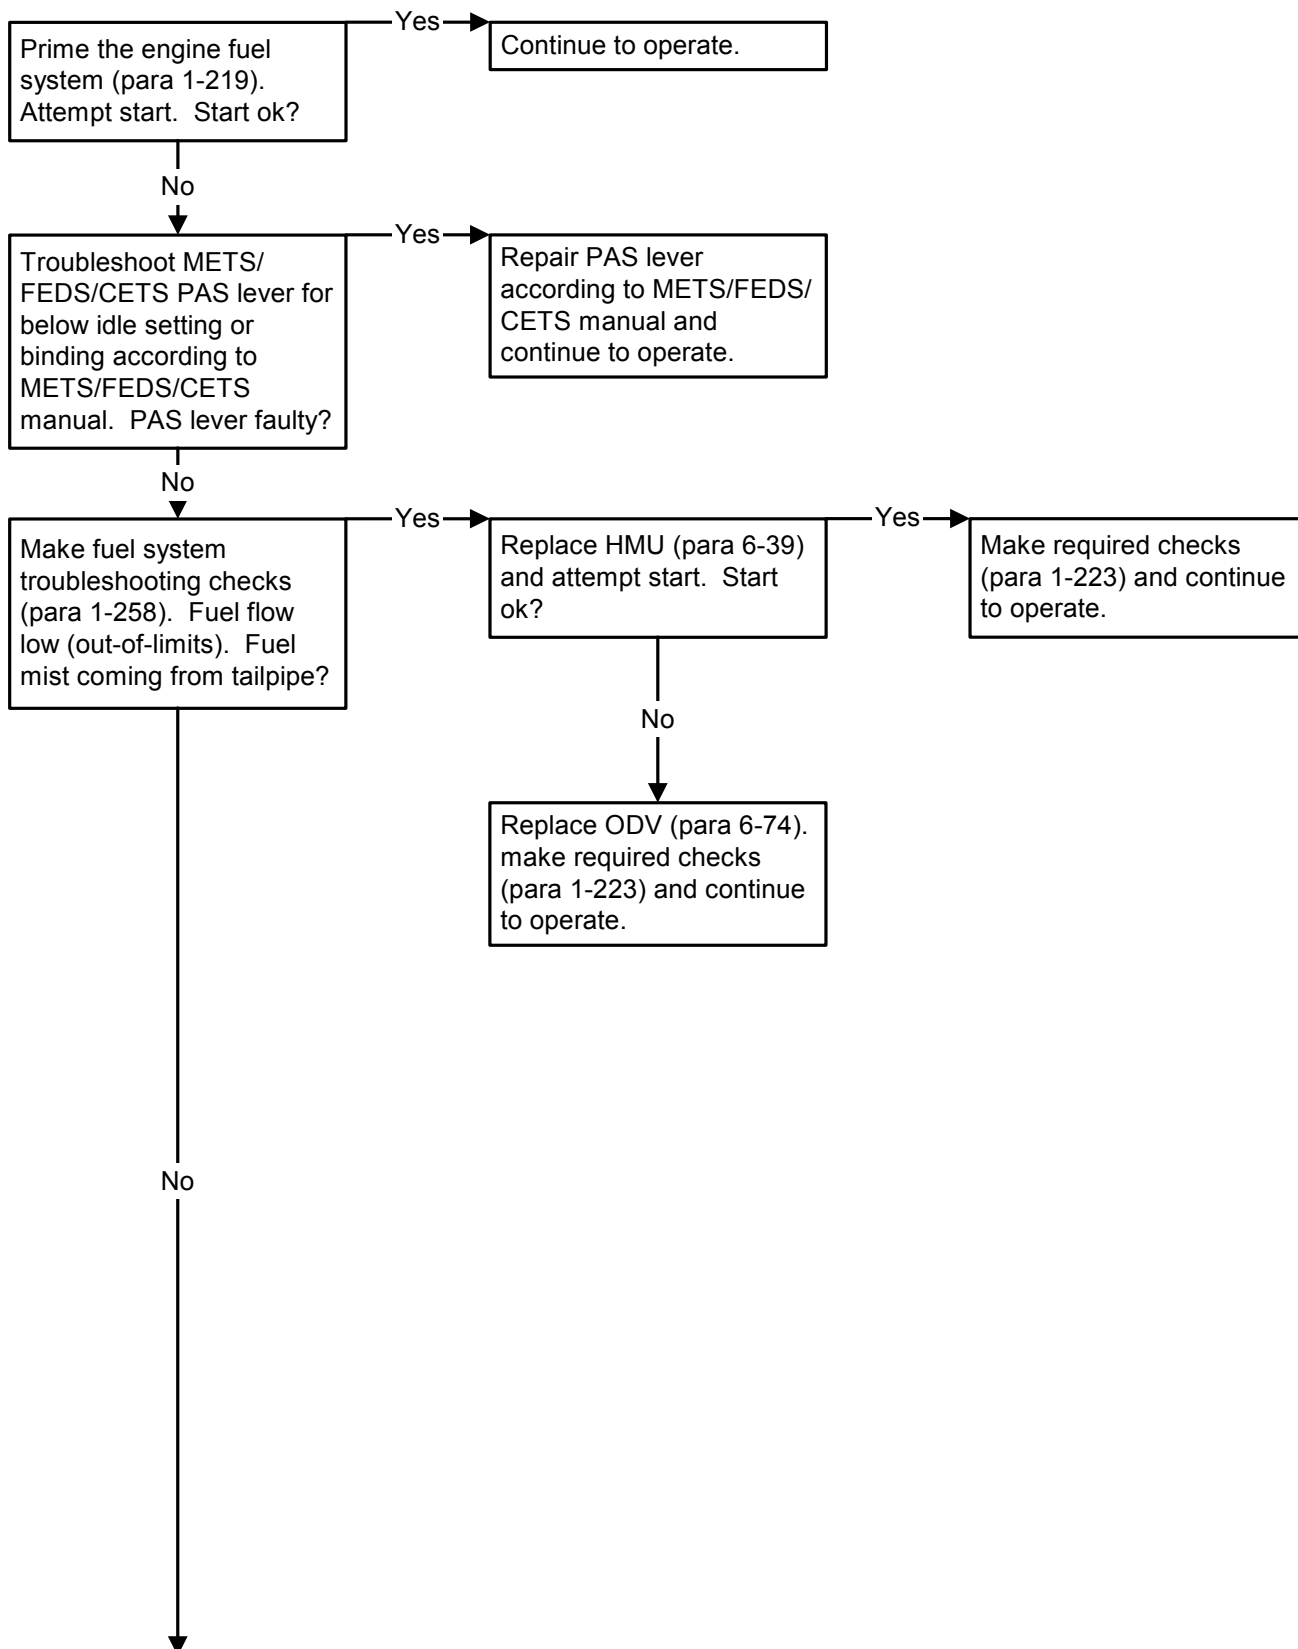 Prime the engine fuel
system (para 1-219).
Attempt start.  Start ok?
Yes
Continue to operate.
No
Troubleshoot METS/
FEDS/CETS PAS lever for
below idle setting or
binding according to
METS/FEDS/CETS
manual.  PAS lever faulty?
Yes
Repair PAS lever
according to METS/FEDS/
CETS manual and
continue to operate.
No
Make fuel system
troubleshooting checks
(para 1-258).  Fuel flow
low (out-of-limits).  Fuel
mist coming from tailpipe?
Yes
Replace HMU (para 6-39)
and attempt start.  Start
ok?
Yes
Make required checks
(para 1-223) and continue
to operate.
No
Replace ODV (para 6-74).
make required checks
(para 1-223) and continue
to operate.
No